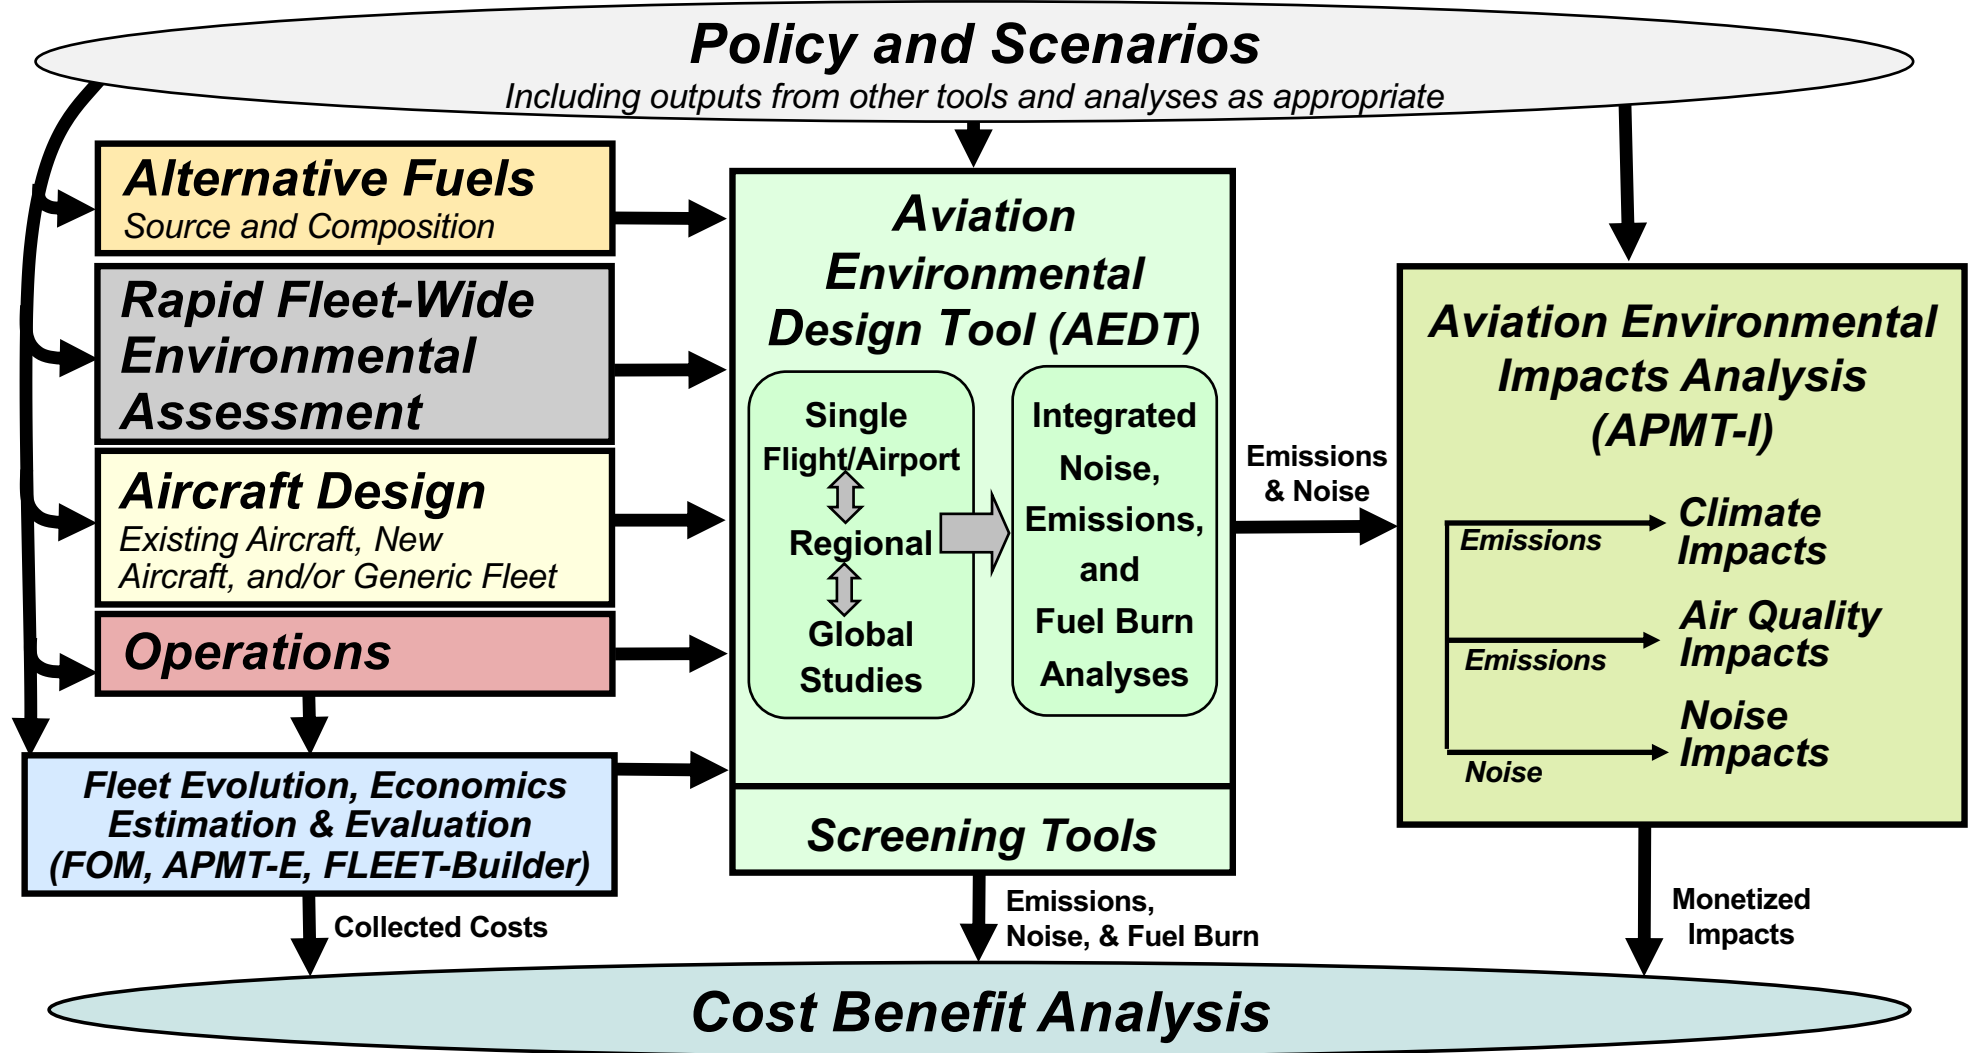 Policy and Scenarios
Including outputs from other tools and analyses as appropriate
Alternative Fuels
Source and Composition
Rapid Fleet-Wide
Environmental
Assessment
Aircraft Design
Existing Aircraft, New
Aircraft, and/or Generic Fleet
Operations
Fleet Evolution, Economics
Estimation & Evaluation
(FOM, APMT-E, FLEET-Builder)
Collected Costs
Aviation
Environmental
Design Tool (AEDT)
Single
Flight/Airport
Regional
Global
Studies
Integrated
Noise,
Emissions,
and
Fuel Burn
Analyses
Screening Tools
Emissions,
Noise, & Fuel Burn
Emissions
& Noise
Aviation Environmental
Impacts Analysis
(APMT-I)
Emissions
Climate
Impacts
Emissions
Air Quality
Impacts
Noise
Noise
Impacts
Monetized
Impacts
Cost Benefit Analysis